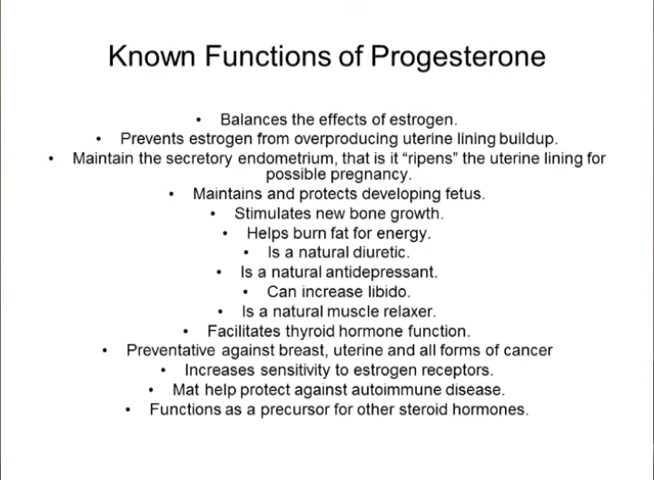 Known Functions of Progesterone
• Balances the effects of estrogen.
• Prevents estrogen from overproducing uterine lining buildup.
• Maintain the secretory endometrium, that is it “ripens” the uterine lining for
possible pregnancy.
• Maintains and protects developing fetus.
• Stimulates new bone growth.
• Helps burn fat for energy.
• Is a natural diuretic.
• Is a natural antidepressant.
• Can increase libido.
• Is a natural muscle relaxer.
• Facilitates thyroid hormone function.
• Preventative against breast, uterine and all forms of cancer
• Increases sensitivity to estrogen receptors.
• Mat help protect against autoimmune disease.
• Functions as a precursor for other steroid hormones.